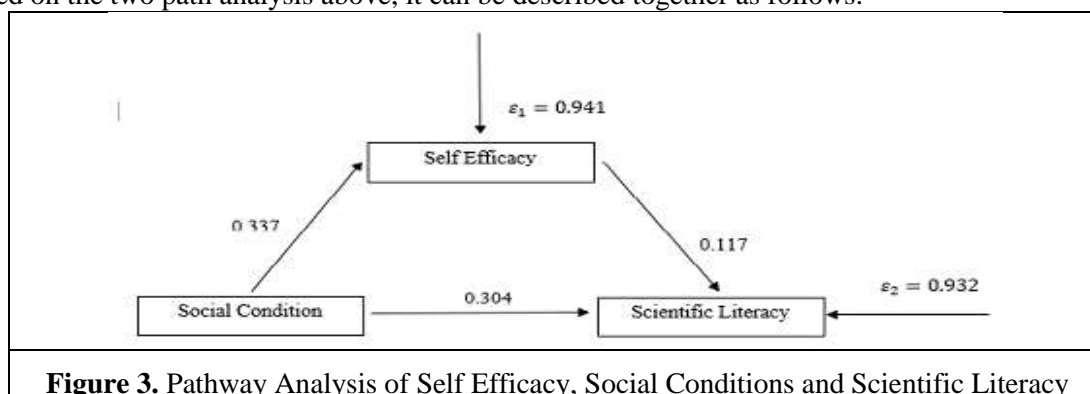 ed on the two path analysis above, it can be described together as follows:
ε₁ = 0.941
Self Efficacy
0.337
0.117
ε₂ = 0.932
0.304
Social Condition
Scientific Literacy
Figure 3. Pathway Analysis of Self Efficacy, Social Conditions and Scientific Literacy